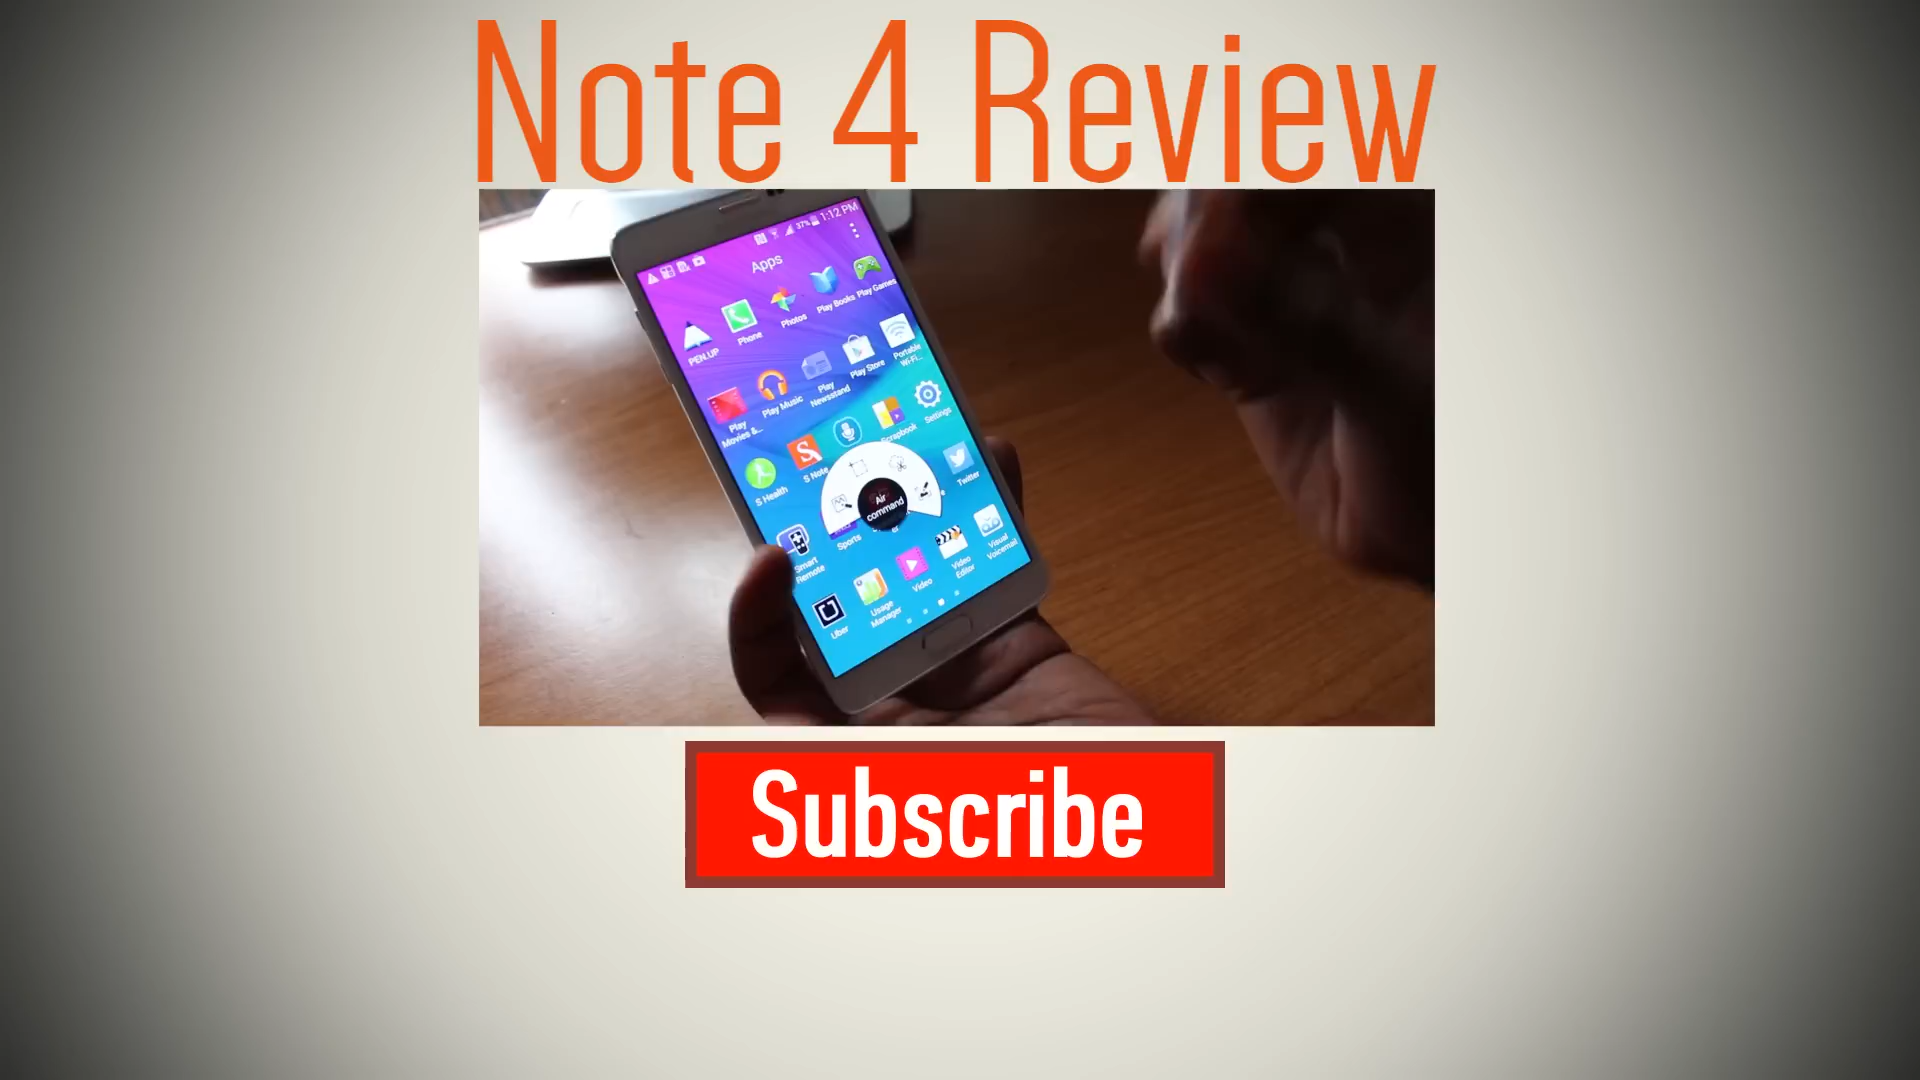 Note 4 Review
37% 1:12 PM
Apps
PEN.UP
Phone
Photos
Play Books
Play Games
Play Movies &...
Play Music
Play Newsstand
Play Store
Portable Wi-Fi...
S Health
S Note
Scrapbook
Settings
Air command
Smart Remote
Sports
Twitter
Uber
Usage Manager
Video
Video Editor
Visual Voicemail
Subscribe